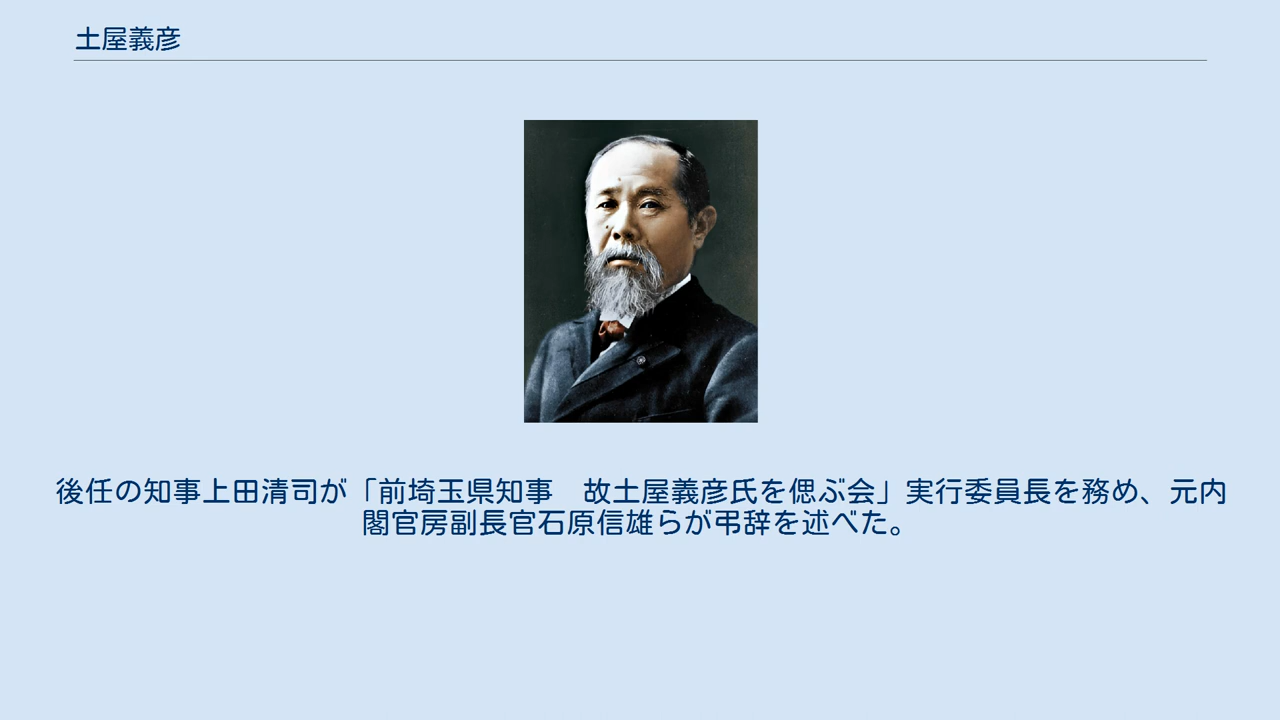 土屋義彦
後任の知事上田清司が「前埼玉県知事　故土屋義彦氏を偲ぶ会」実行委員長を務め、元内
閣官房副長官石原信雄らが弔辞を述べた。